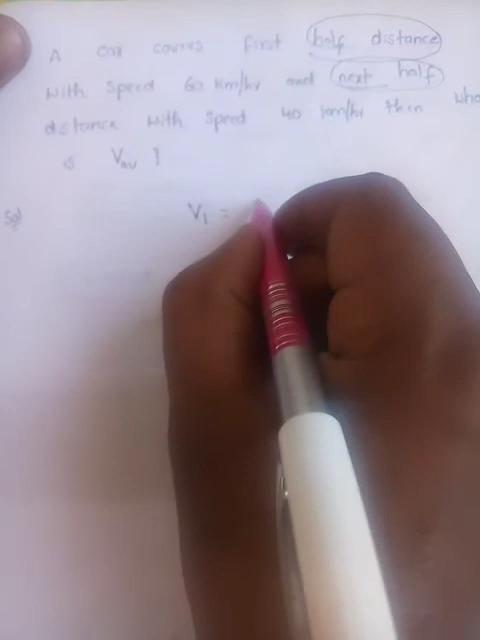 A car covers first half distance
with speed 60 km/hr and next half
distance with speed 40 km/hr then
is Vav ?
Sol
V1 =